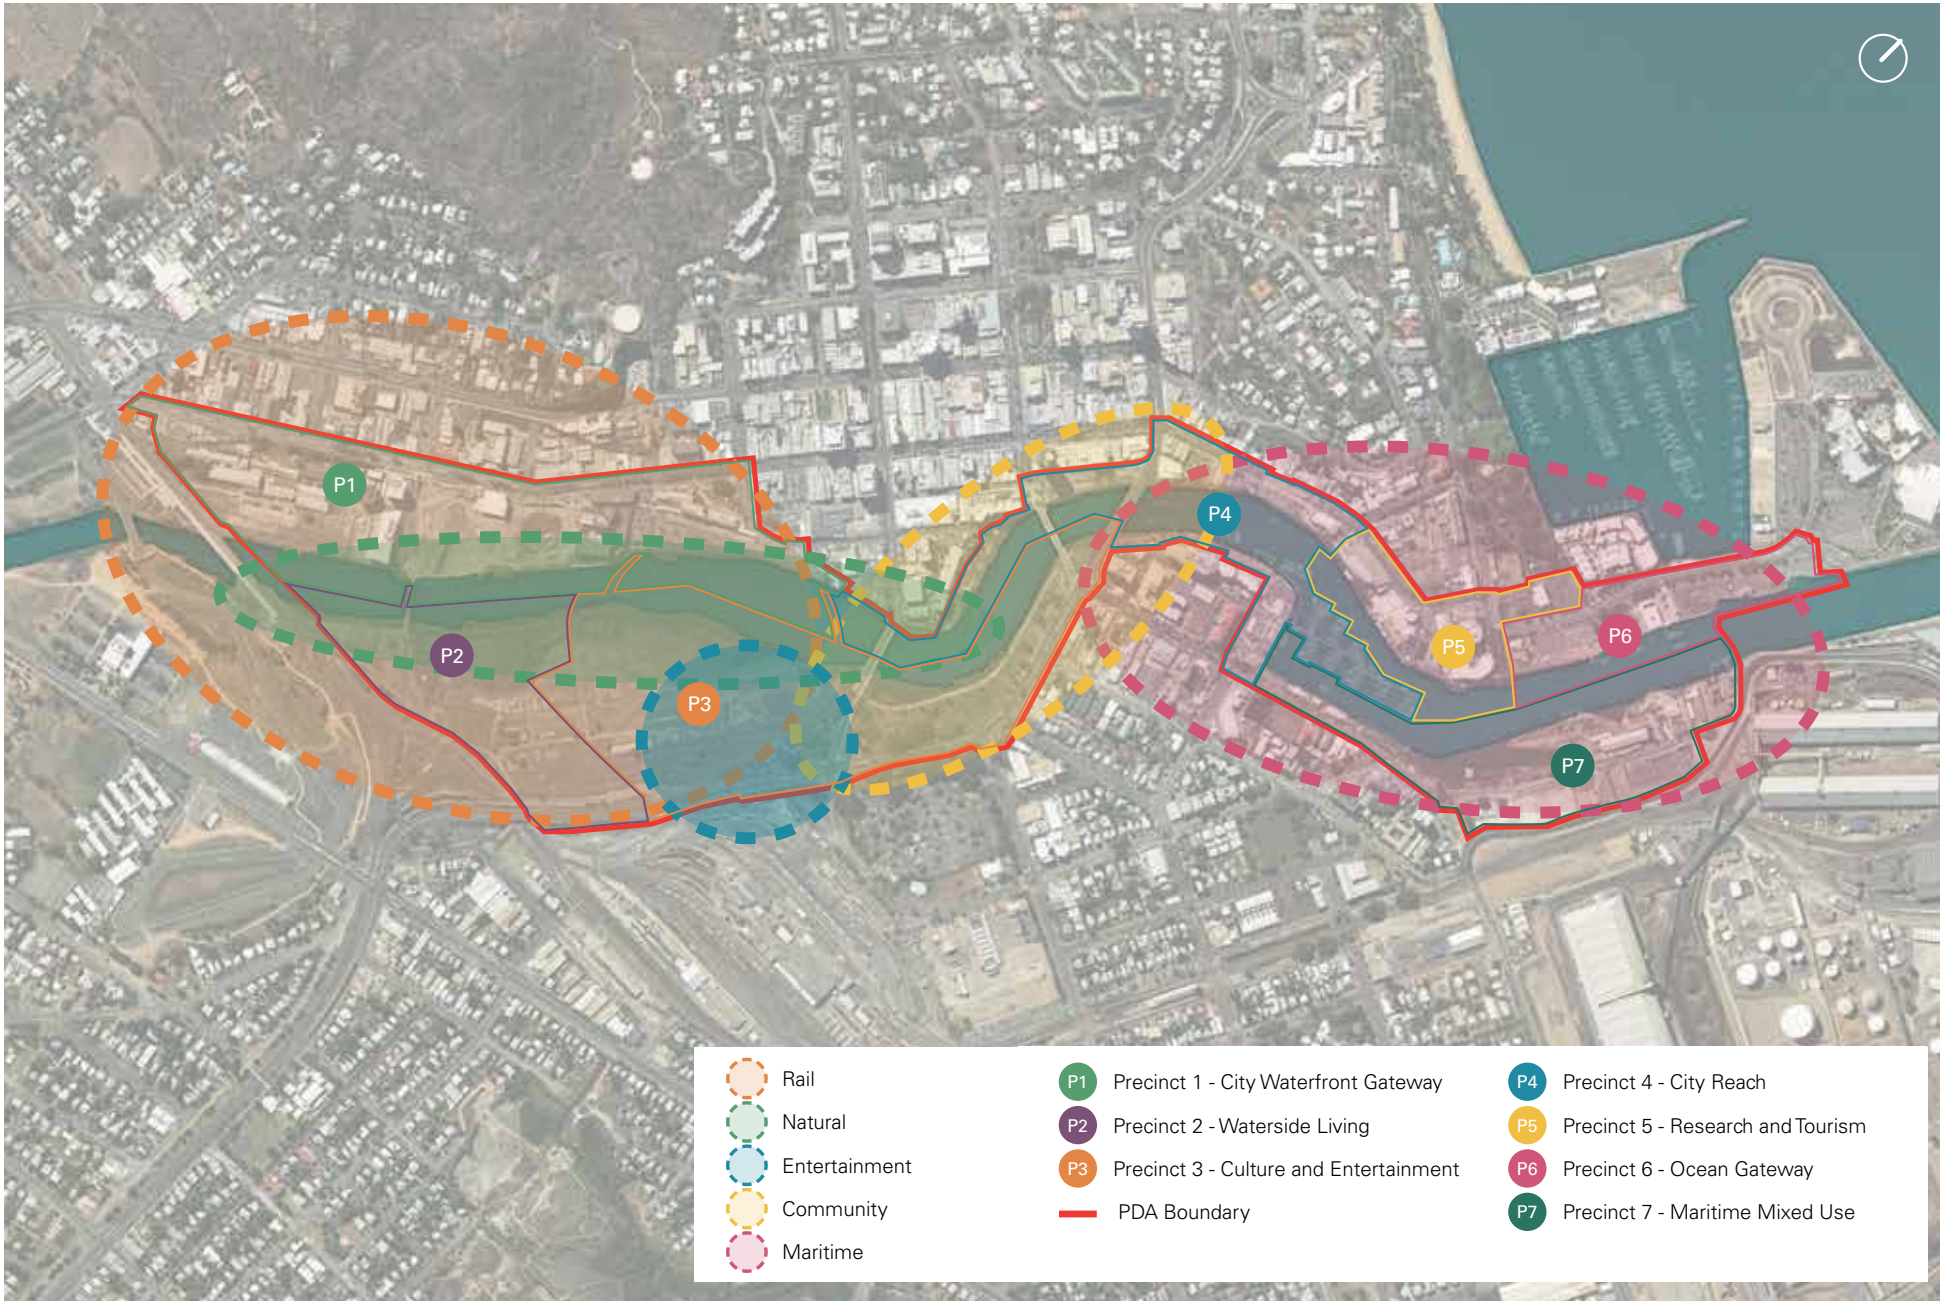 P1
P2
P3
P4
P5
P6
P7
Rail
Natural
Entertainment
Community
Maritime
P1 Precinct 1 - City Waterfront Gateway
P2 Precinct 2 - Waterside Living
P3 Precinct 3 - Culture and Entertainment
PDA Boundary
P4 Precinct 4 - City Reach
P5 Precinct 5 - Research and Tourism
P6 Precinct 6 - Ocean Gateway
P7 Precinct 7 - Maritime Mixed Use